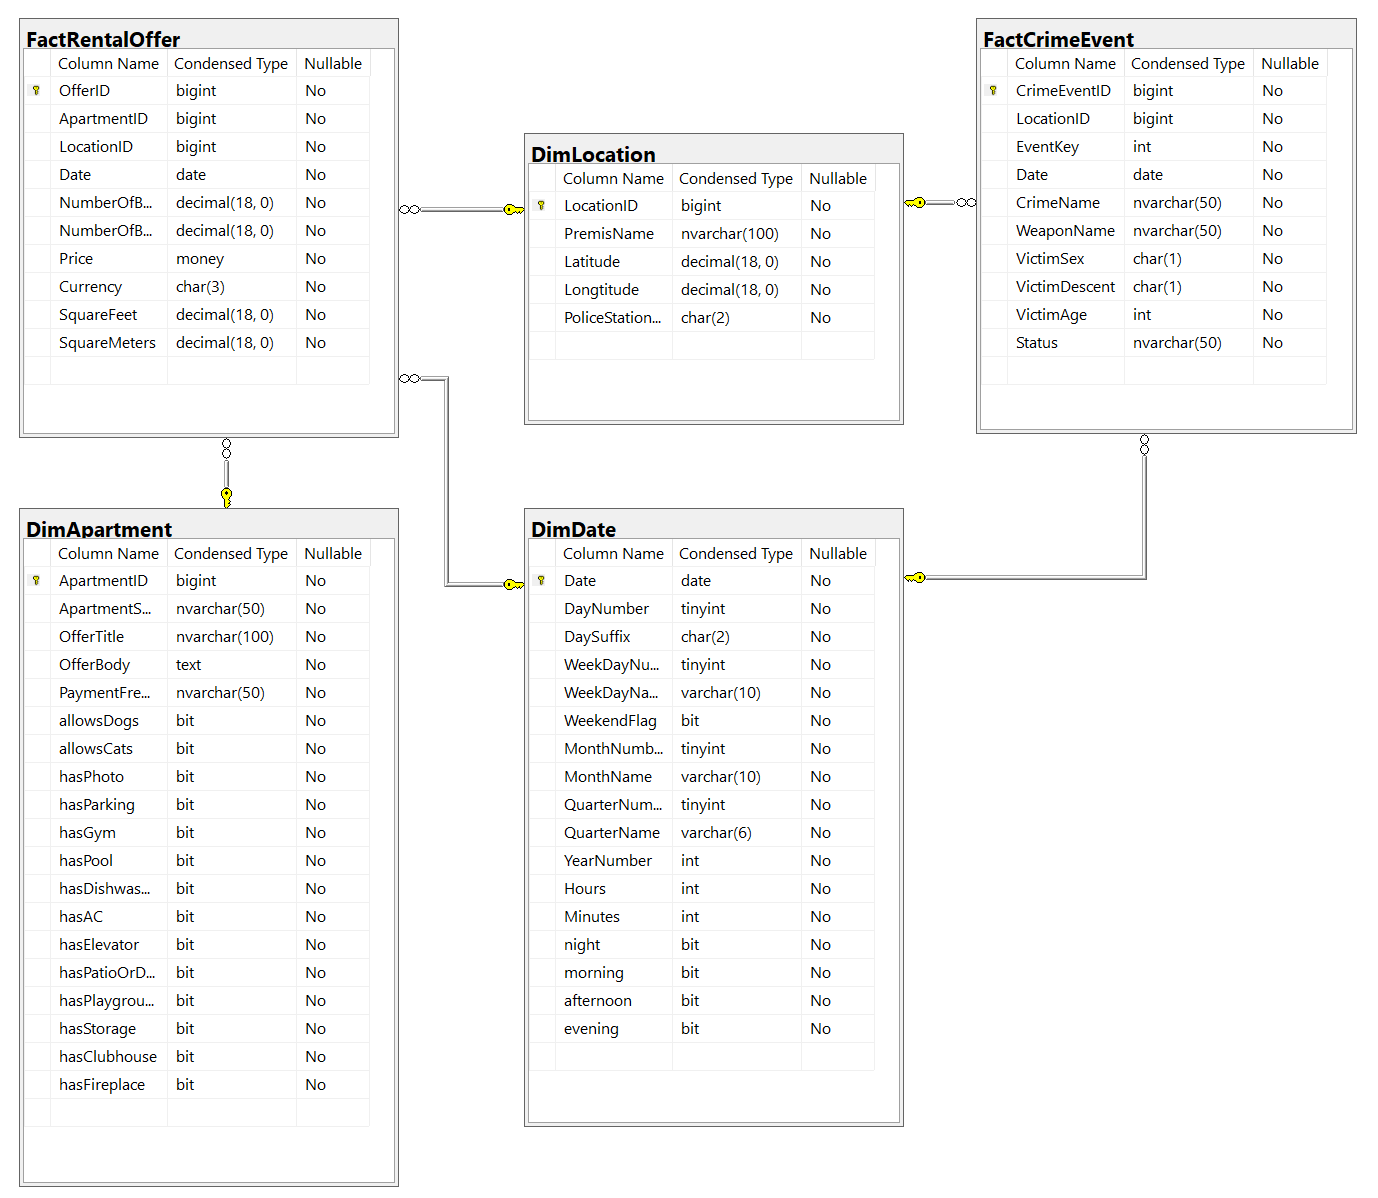 FactRentalOffer
Column Name Condensed Type Nullable
OfferID bigint No
ApartmentID bigint No
LocationID bigint No
Date date No
NumberOfB... decimal(18, 0) No
NumberOfB... decimal(18, 0) No
Price money No
Currency char(3) No
SquareFeet decimal(18, 0) No
SquareMeters decimal(18, 0) No
DimLocation
Column Name Condensed Type Nullable
LocationID bigint No
PremisName nvarchar(100) No
Latitude decimal(18, 0) No
Longtitude decimal(18, 0) No
PoliceStation... char(2) No
FactCrimeEvent
Column Name Condensed Type Nullable
CrimeEventID bigint No
LocationID bigint No
EventKey int No
Date date No
CrimeName nvarchar(50) No
WeaponName nvarchar(50) No
VictimSex char(1) No
VictimDescent char(1) No
VictimAge int No
Status nvarchar(50) No
DimApartment
Column Name Condensed Type Nullable
ApartmentID bigint No
ApartmentS... nvarchar(50) No
OfferTitle nvarchar(100) No
OfferBody text No
PaymentFre... nvarchar(50) No
allowsDogs bit No
allowsCats bit No
hasPhoto bit No
hasParking bit No
hasGym bit No
hasPool bit No
hasDishwas... bit No
hasAC bit No
hasElevator bit No
hasPatioOrD... bit No
hasPlaygrou... bit No
hasStorage bit No
hasClubhouse bit No
hasFireplace bit No
DimDate
Column Name Condensed Type Nullable
Date date No
DayNumber tinyint No
DaySuffix char(2) No
WeekDayNu... tinyint No
WeekDayNa... varchar(10) No
WeekendFlag bit No
MonthNumb... tinyint No
MonthName varchar(10) No
QuarterNum... tinyint No
QuarterName varchar(6) No
YearNumber int No
Hours int No
Minutes int No
night bit No
morning bit No
afternoon bit No
evening bit No